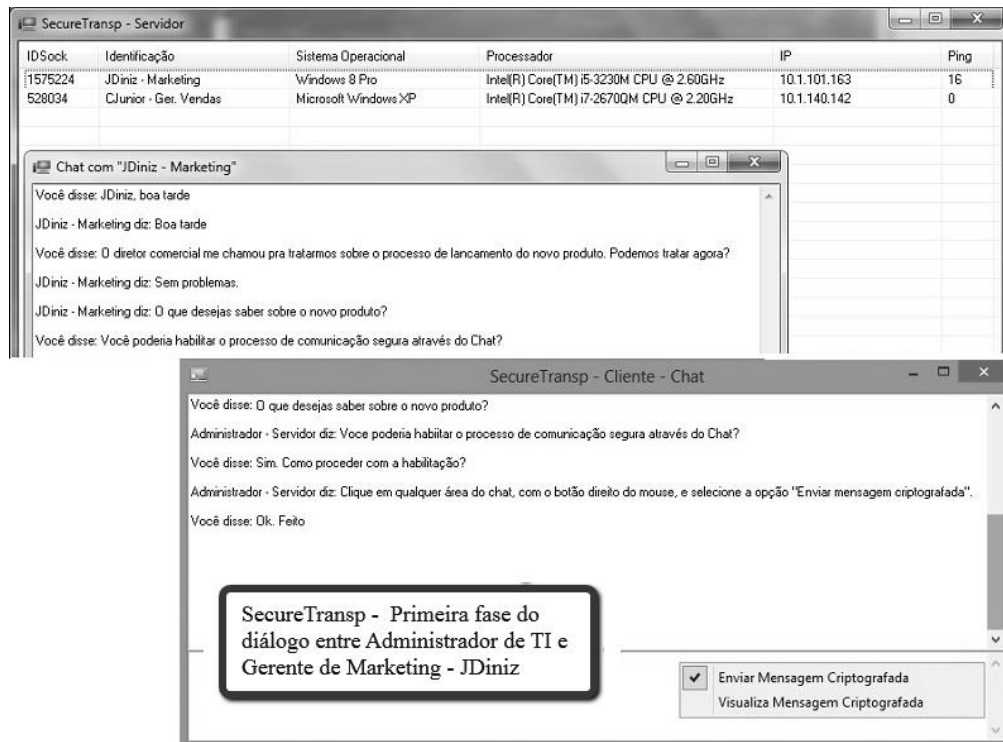 SecureTransp - Servidor
IDSock Identificação Sistema Operacional Processador IP Ping
1575224 JDiniz - Marketing Windows 8 Pro Intel(R) Core(TM) i5-3230M CPU @ 2.60GHz 10.1.101.163 16
528034 CJunior - Ger. Vendas Microsoft Windows XP Intel(R) Core(TM) i7-2670QM CPU @ 2.20GHz 10.1.140.142 0
Chat com "JDiniz - Marketing"
Você disse: JDiniz, boa tarde
JDiniz - Marketing diz: Boa tarde
Você disse: O diretor comercial me chamou pra tratarmos sobre o processo de lancamento do novo produto. Podemos tratar agora?
JDiniz - Marketing diz: Sem problemas.
JDiniz - Marketing diz: O que desejas saber sobre o novo produto?
Você disse: Você poderia habilitar o processo de comunicação segura através do Chat?
SecureTransp - Cliente - Chat
Você disse: O que desejas saber sobre o novo produto?
Administrador - Servidor diz: Voce poderia habiitar o processo de comunicação segura através do Chat?
Você disse: Sim. Como proceder com a habilitação?
Administrador - Servidor diz: Clique em qualquer área do chat, com o botão direito do mouse, e selecione a opção "Enviar mensagem criptografada".
Você disse: Ok. Feito
SecureTransp - Primeira fase do
diálogo entre Administrador de TI e
Gerente de Marketing - JDiniz
Enviar Mensagem Criptografada
Visualiza Mensagem Criptografada